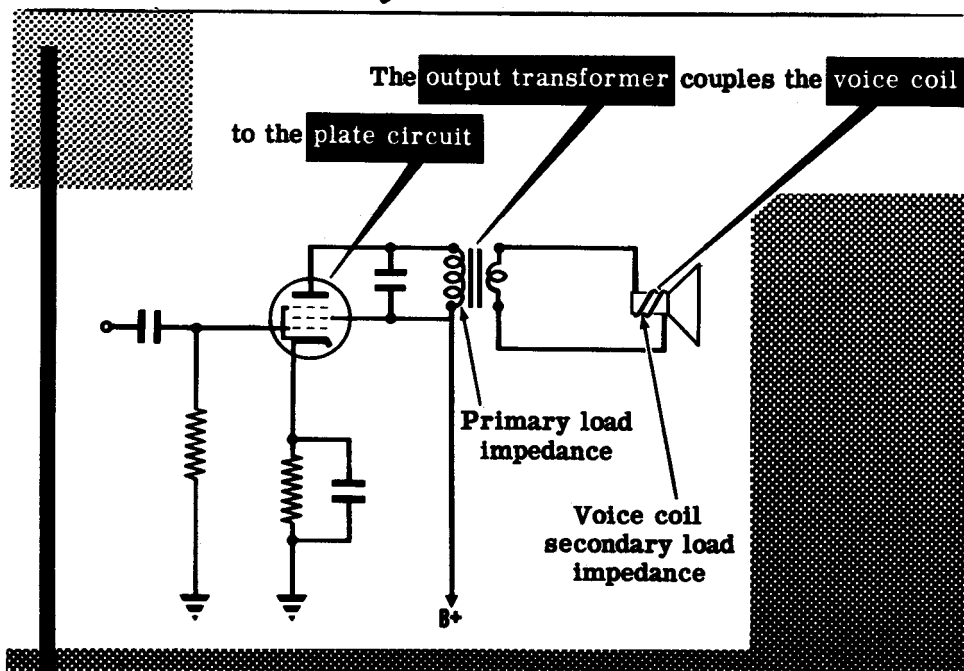 The output transformer couples the voice coil
to the plate circuit
Primary load
impedance
Voice coil
secondary load
impedance
B+